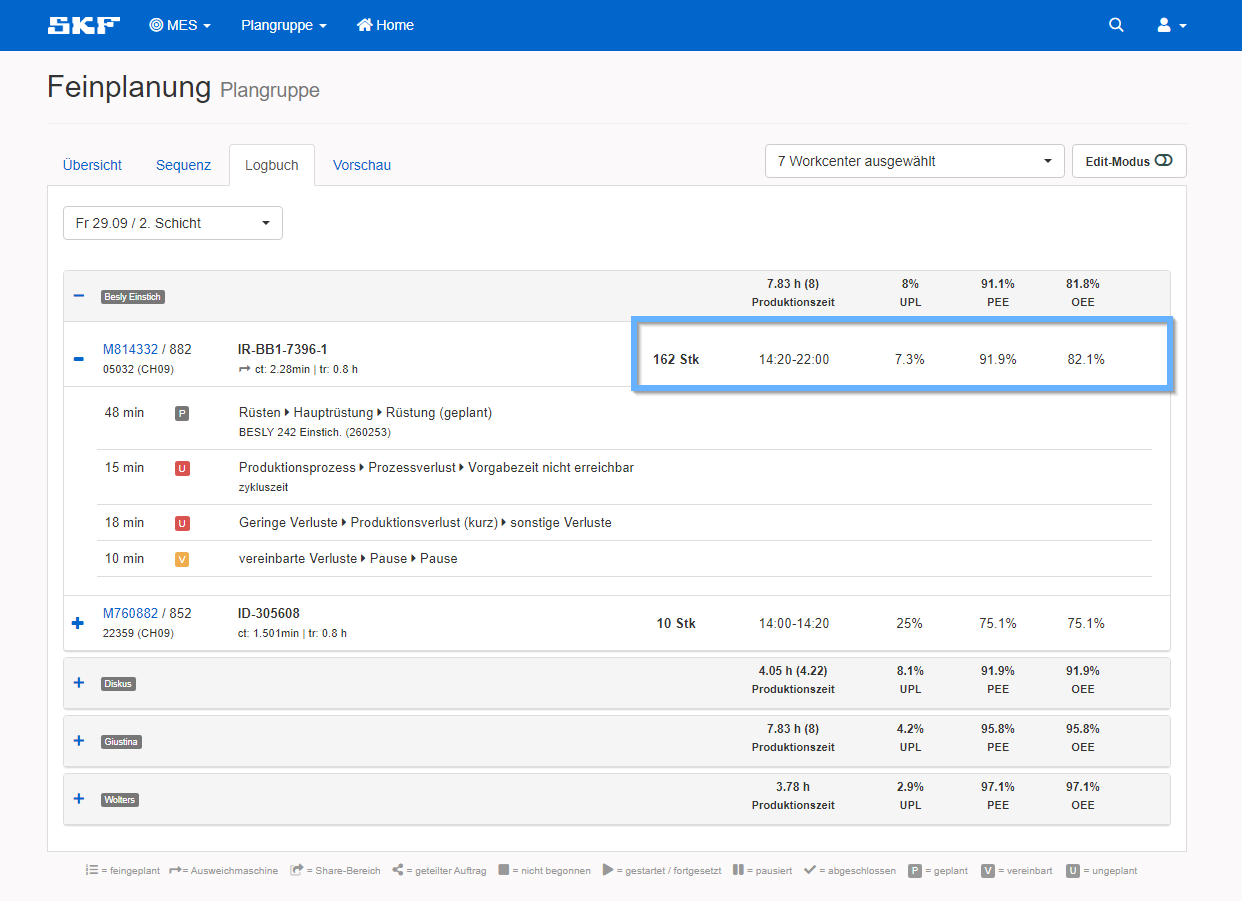 SKF MES Plangruppe Home
Feinplanung Plangruppe
Übersicht Sequenz Logbuch Vorschau 7 Workcenter ausgewählt Edit-Modus
Fr 29.09 / 2. Schicht
Besly Einstich
7.83 h (8) 8% 91.1% 81.8%
Produktionszeit UPL PEE OEE
M814332 / 882 IR-BB1-7396-1
05032 (CH09) ct: 2.28min | tr: 0.8 h
162 Stk 14:20-22:00 7.3% 91.9% 82.1%
48 min P Rüsten Hauptrüstung Rüstung (geplant)
BESLY 242 Einstich. (260253)
15 min U Produktionsprozess Prozessverlust Vorgabezeit nicht erreichbar
zykluszeit
18 min U Geringe Verluste Produktionsverlust (kurz) sonstige Verluste
10 min V vereinbarte Verluste Pause Pause
M760882 / 852 ID-305608
22359 (CH09) ct: 1.501min | tr: 0.8 h
10 Stk 14:00-14:20 25% 75.1% 75.1%
Diskus
4.05 h (4.22) 8.1% 91.9% 91.9%
Produktionszeit UPL PEE OEE
Giustina
7.83 h (8) 4.2% 95.8% 95.8%
Produktionszeit UPL PEE OEE
Wolters
3.78 h 2.9% 97.1% 97.1%
Produktionszeit UPL PEE OEE
= feingeplant = Ausweichmaschine = Share-Bereich = geteilter Auftrag = nicht begonnen = gestartet / fortgesetzt = pausiert = abgeschlossen P = geplant V = vereinbart U = ungeplant